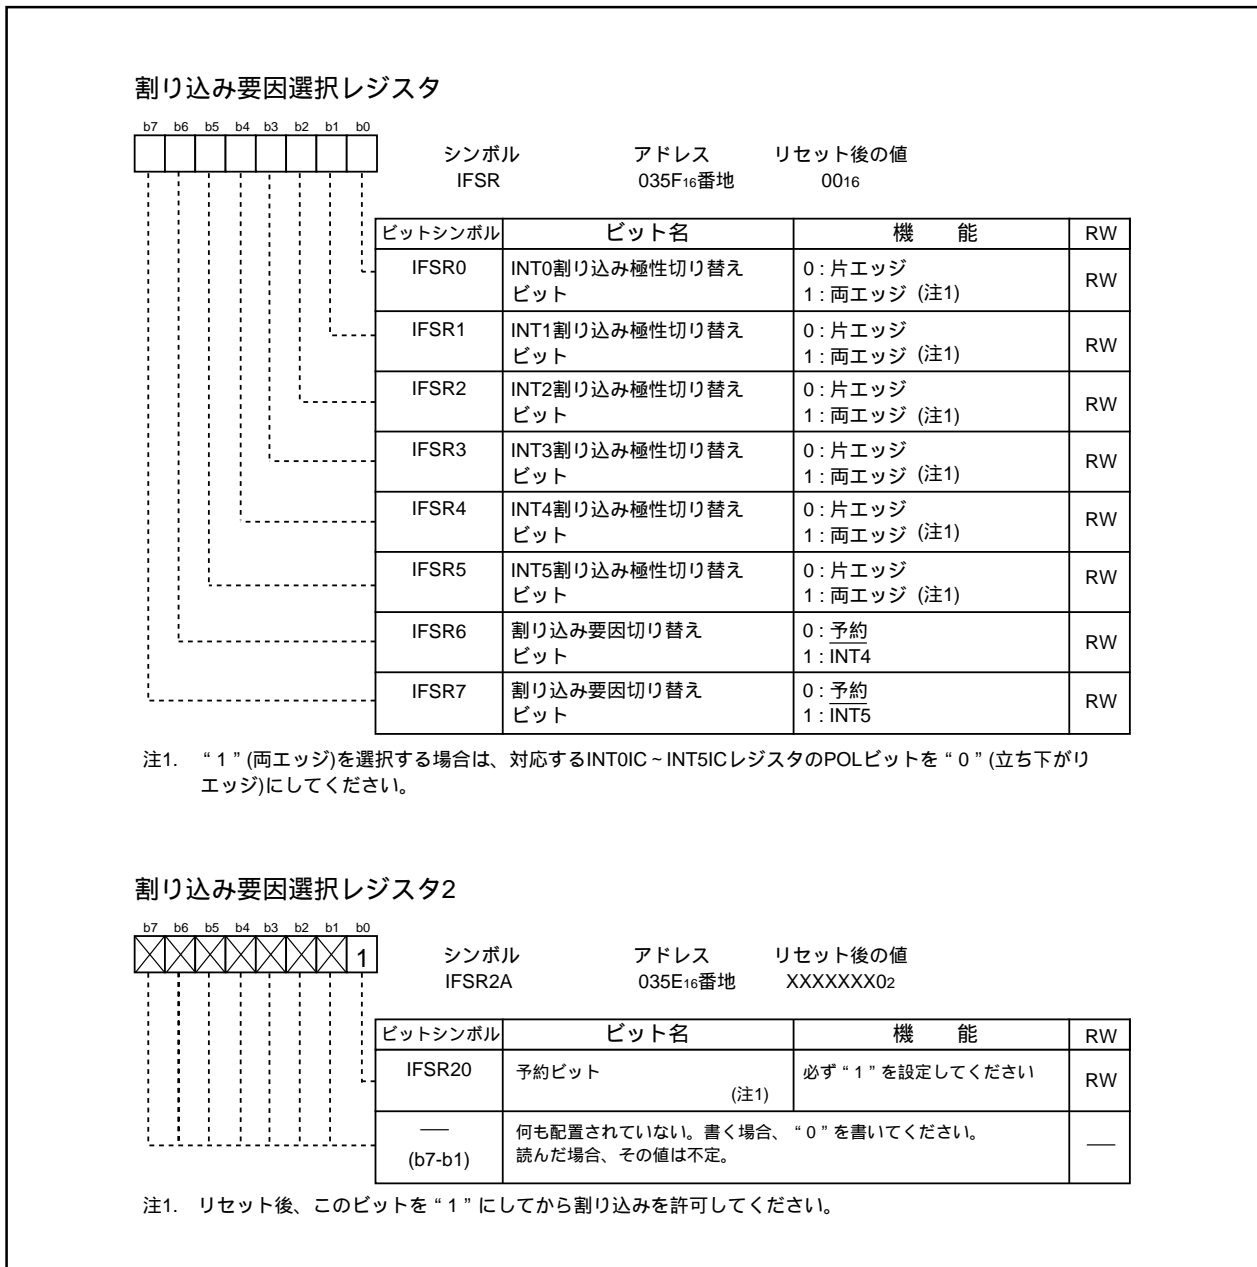 割り込み要因選択レジスタ
b7 b6 b5 b4 b3 b2 b1 b0
シンボル アドレス リセット後の値
IFSR 035F16番地 0016
ビットシンボル ビット名 機 能 RW
IFSR0 INT0割り込み極性切り替え 0 : 片エッジ
ビット 1 : 両エッジ (注1) RW
IFSR1 INT1割り込み極性切り替え 0 : 片エッジ
ビット 1 : 両エッジ (注1) RW
IFSR2 INT2割り込み極性切り替え 0 : 片エッジ
ビット 1 : 両エッジ (注1) RW
IFSR3 INT3割り込み極性切り替え 0 : 片エッジ
ビット 1 : 両エッジ (注1) RW
IFSR4 INT4割り込み極性切り替え 0 : 片エッジ
ビット 1 : 両エッジ (注1) RW
IFSR5 INT5割り込み極性切り替え 0 : 片エッジ
ビット 1 : 両エッジ (注1) RW
IFSR6 割り込み要因切り替え 0 : 予約
ビット 1 : INT4 RW
IFSR7 割り込み要因切り替え 0 : 予約
ビット 1 : INT5 RW
注1. “ 1 ” (両エッジ)を選択する場合は、対応するINT0IC ~ INT5ICレジスタのPOLビットを “ 0 ” (立ち下がり
エッジ)にしてください。
割り込み要因選択レジスタ2
b7 b6 b5 b4 b3 b2 b1 b0
1
シンボル アドレス リセット後の値
IFSR2A 035E16番地 XXXXXXX02
ビットシンボル ビット名 機 能 RW
IFSR20 予約ビット 必ず “ 1 ” を設定してください RW
(注1)
(b7-b1) 何も配置されていない。書く場合、 “ 0 ” を書いてください。
読んだ場合、その値は不定。
注1. リセット後、このビットを “ 1 ” にしてから割り込みを許可してください。